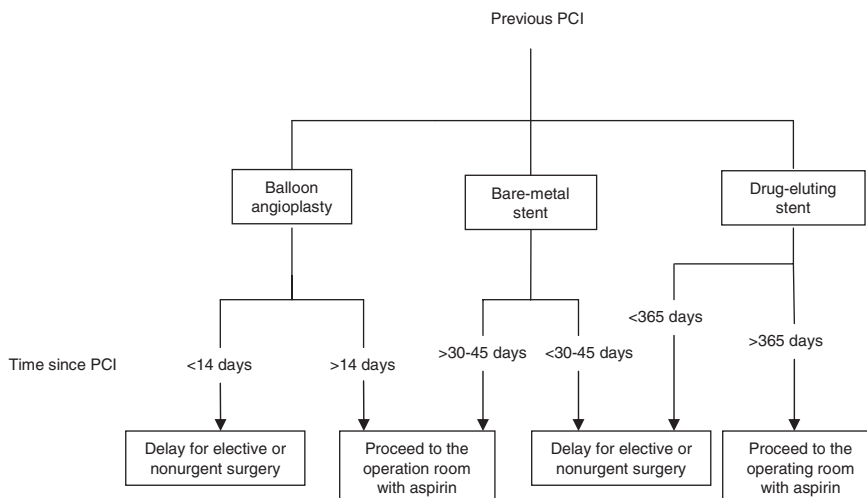 Previous PCI
Balloon
angioplasty
Bare-metal
stent
Drug-eluting
stent
Time since PCI
<14 days
>14 days
>30-45 days
<30-45 days
<365 days
>365 days
Delay for elective or
nonurgent surgery
Proceed to the
operation room
with aspirin
Delay for elective or
nonurgent surgery
Proceed to the
operating room
with aspirin